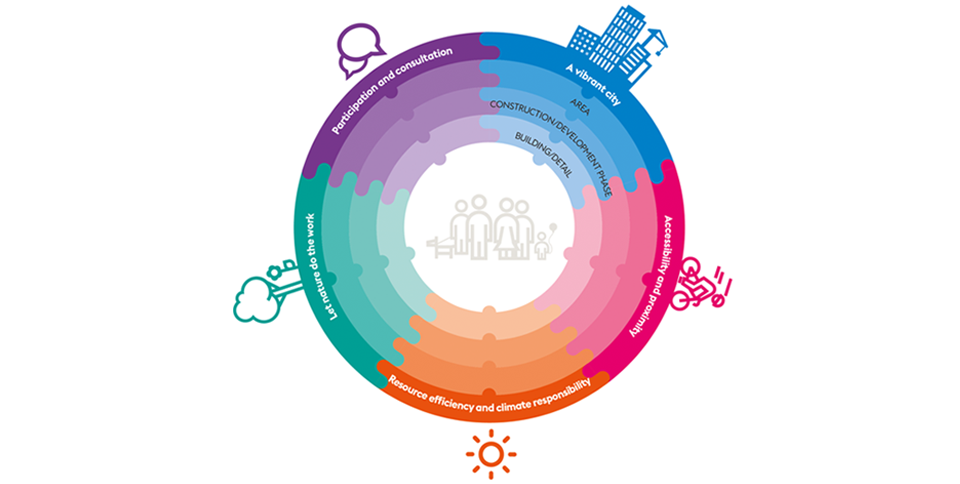 Participation and consultation
A vibrant city
AREA
CONSTRUCTION/DEVELOPMENT PHASE
BUILDING/DETAIL
Accessibility and proximity
Let nature do the work
Resource efficiency and climate responsibility